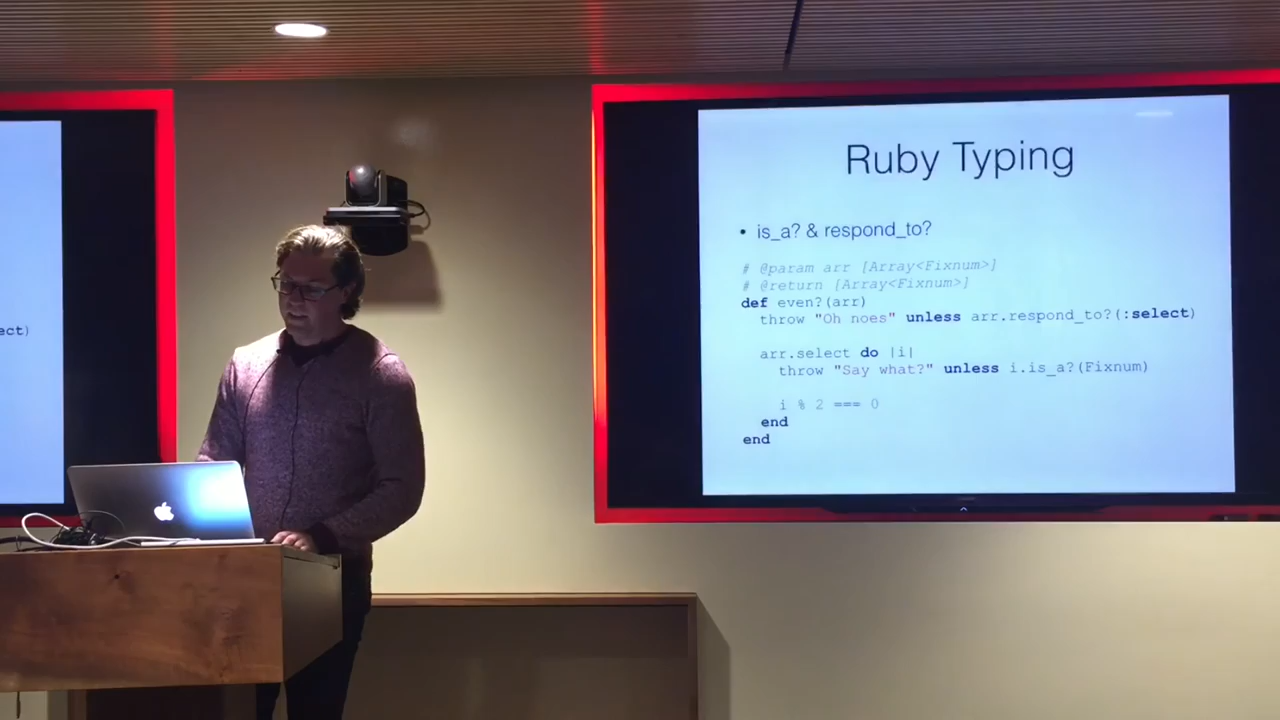 ect)
Ruby Typing
• is_a? & respond_to?
# @param arr [Array<Fixnum>]
# @return [Array<Fixnum>]
def even?(arr)
throw "Oh noes" unless arr.respond_to?(:select)
arr.select do |i|
throw "Say what?" unless i.is_a?(Fixnum)
i % 2 === 0
end
end